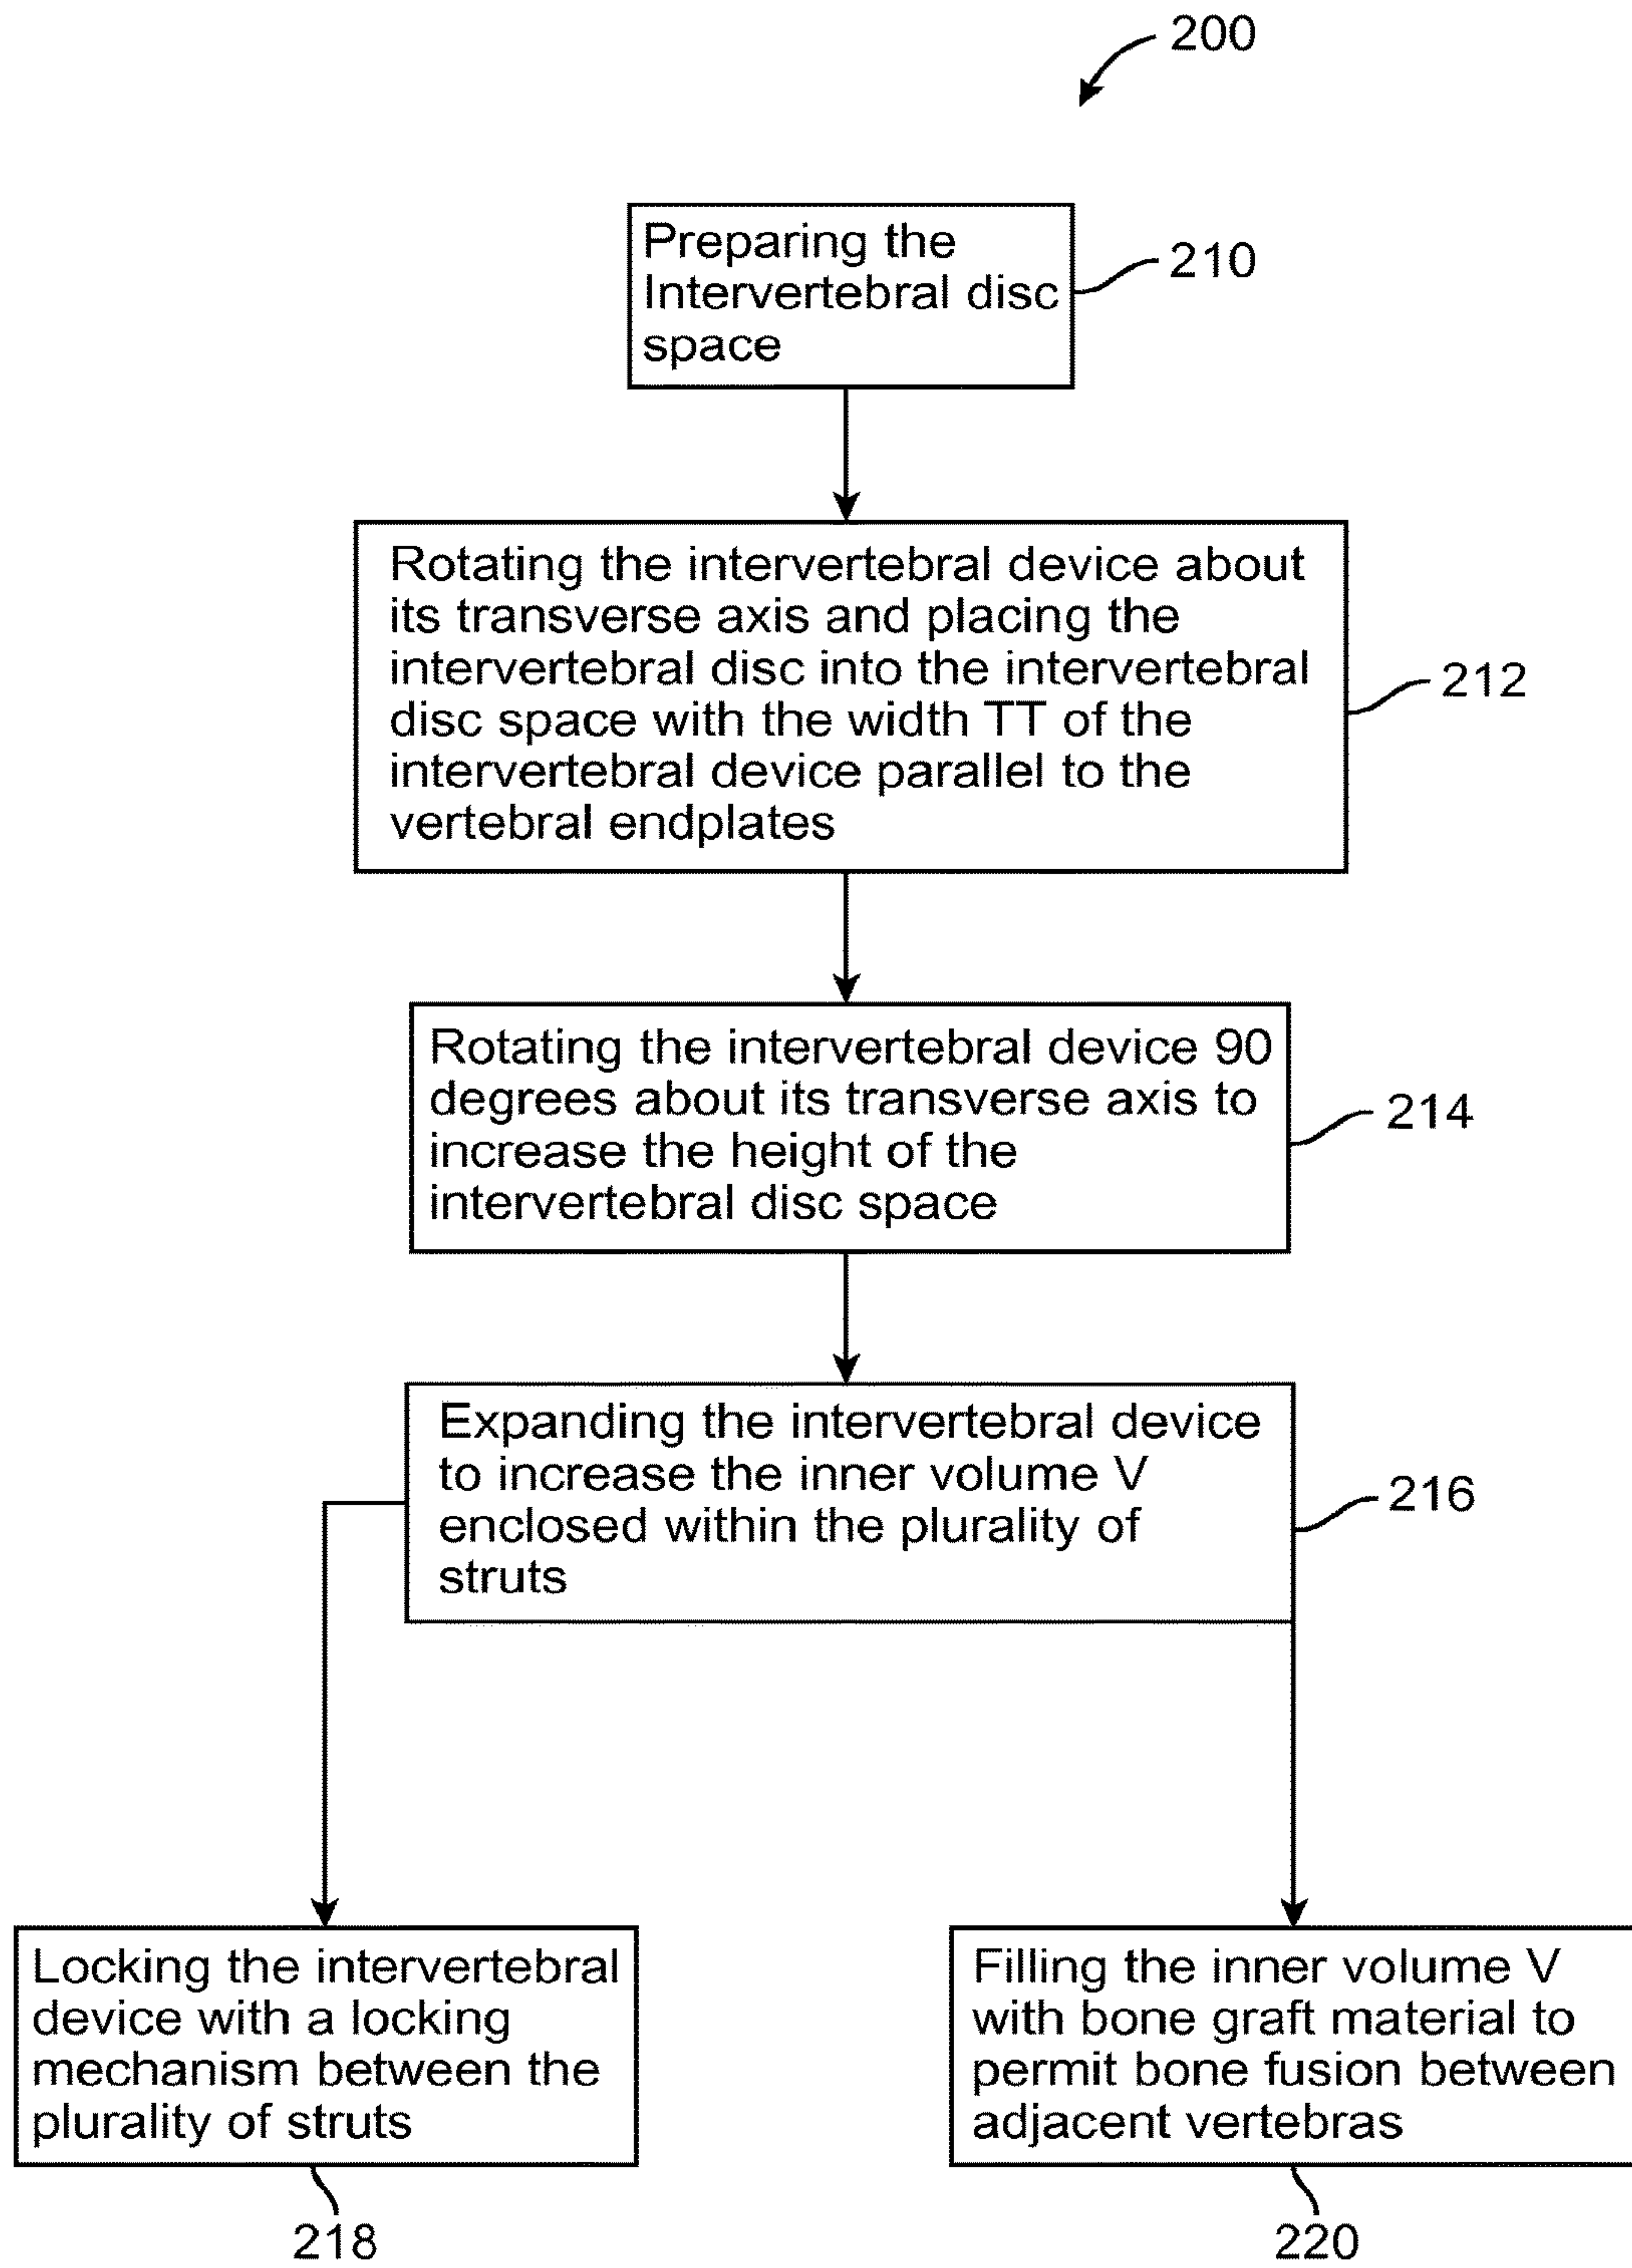 200
Preparing the
Intervertebral disc
space
210
Rotating the intervertebral device about
its transverse axis and placing the
intervertebral disc into the intervertebral
disc space with the width TT of the
intervertebral device parallel to the
vertebral endplates
212
Rotating the intervertebral device 90
degrees about its transverse axis to
increase the height of the
intervertebral disc space
214
Expanding the intervertebral device
to increase the inner volume V
enclosed within the plurality of
struts
216
Locking the intervertebral
device with a locking
mechanism between the
plurality of struts
218
Filling the inner volume V
with bone graft material to
permit bone fusion between
adjacent vertebras
220